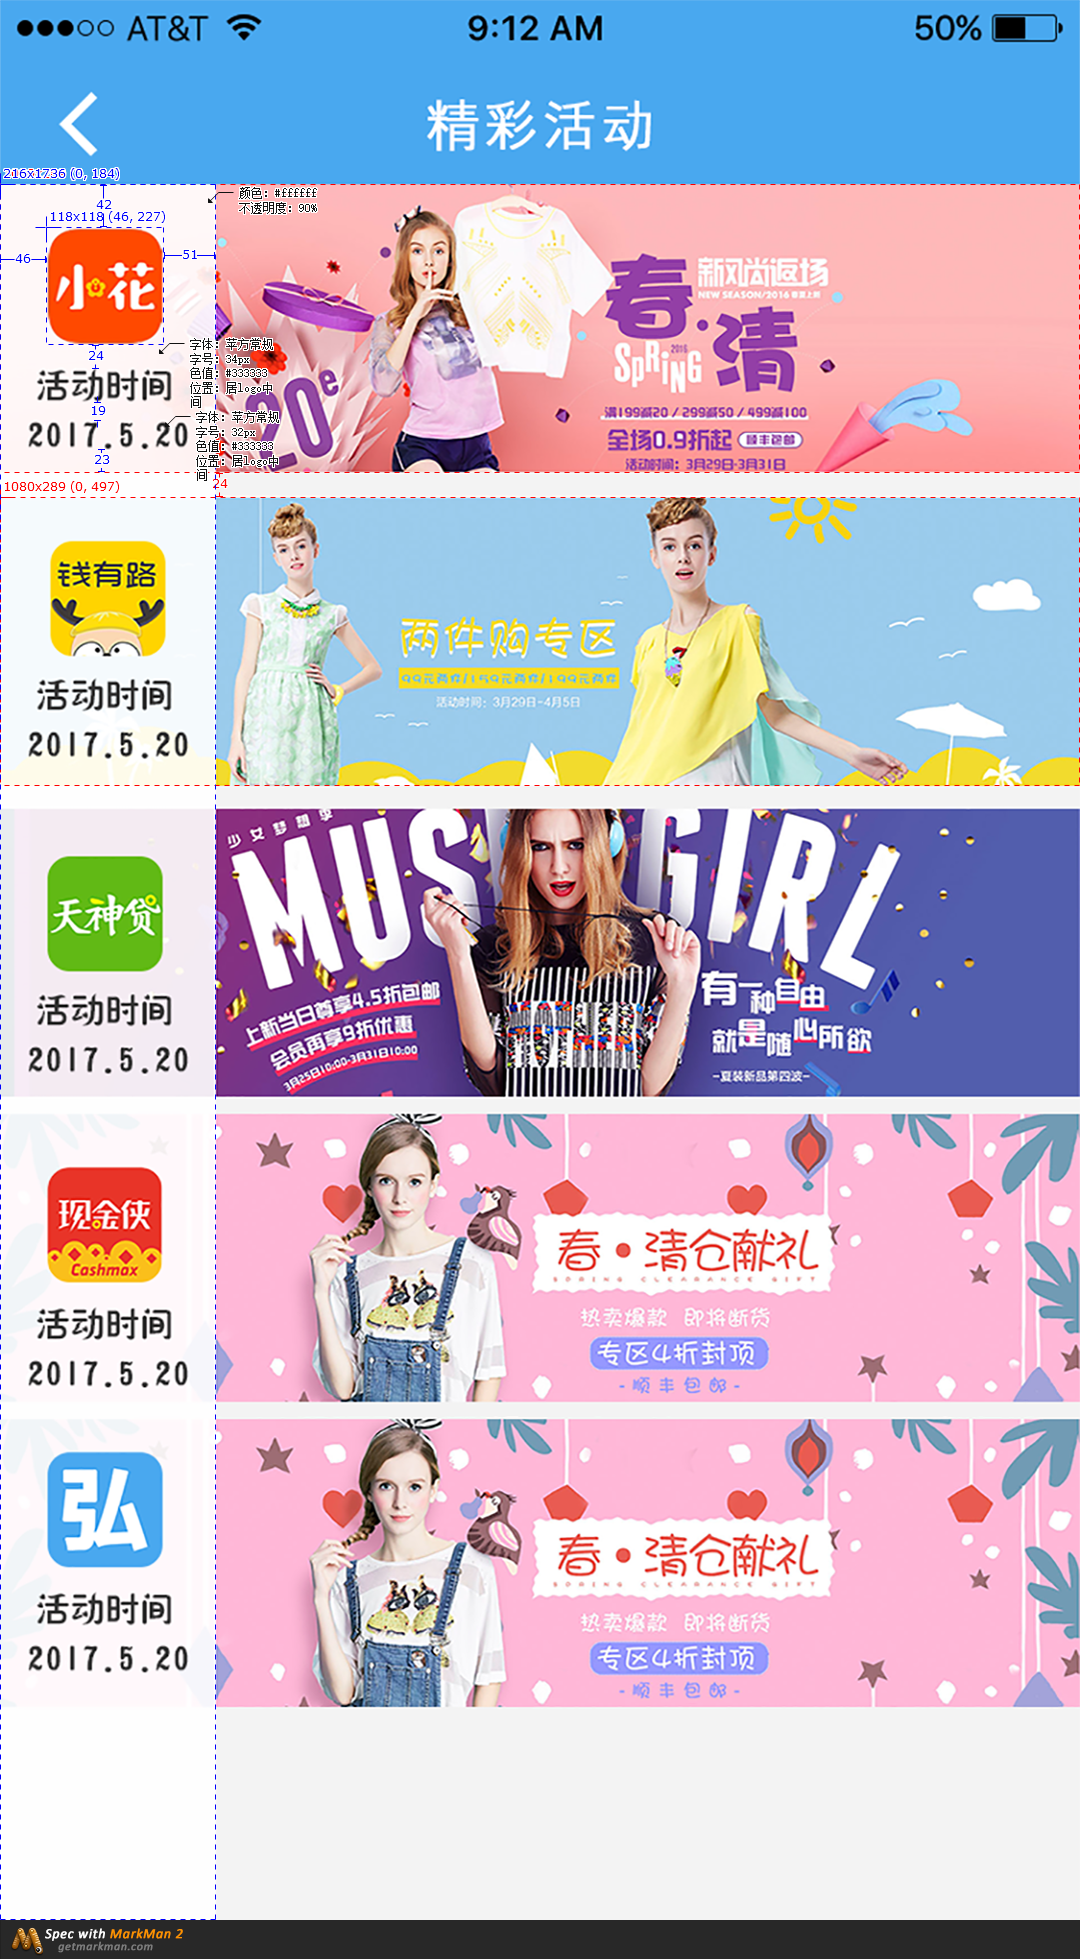 AT&T 9:12 AM 50%
精彩活动
216x1736 (0, 184)
颜色: #ffffff
不透明度: 90%
42
118x118 (46, 227)
46
51
小花
24
字体: 苹方常规
字号: 34px
色值: #333333
位置: 居logo中间
活动时间
19
字体: 苹方常规
字号: 32px
色值: #333333
位置: 居logo中间
2017.5.20
23
24
20e
春·清
新风尚返场
NEW SEASON/2016 春夏上新
2016
SPRING
满199减20 / 299减50 / 499减100
全场0.9折起 顺丰包邮
活动时间: 3月29日-3月31日
1080x289 (0, 497)
钱有路
活动时间
2017.5.20
两件购专区
99元两件/159元两件/199元两件
活动时间: 3月29日-4月5日
天神贷
活动时间
2017.5.20
少女梦想季
MUS GIRL
上新当日尊享4.5折包邮
会员再享9折优惠
3月25日10:00-3月31日10:00
有一种自由
就是随心所欲
-夏装新品第四波-
现金侠
Cashmax
活动时间
2017.5.20
春·清仓献礼
SPRING CLEARANCE GIFT
热卖爆款 即将断货
专区4折封顶
-顺丰包邮-
弘
活动时间
2017.5.20
春·清仓献礼
SPRING CLEARANCE GIFT
热卖爆款 即将断货
专区4折封顶
-顺丰包邮-
Spec with MarkMan 2
getmarkman.com